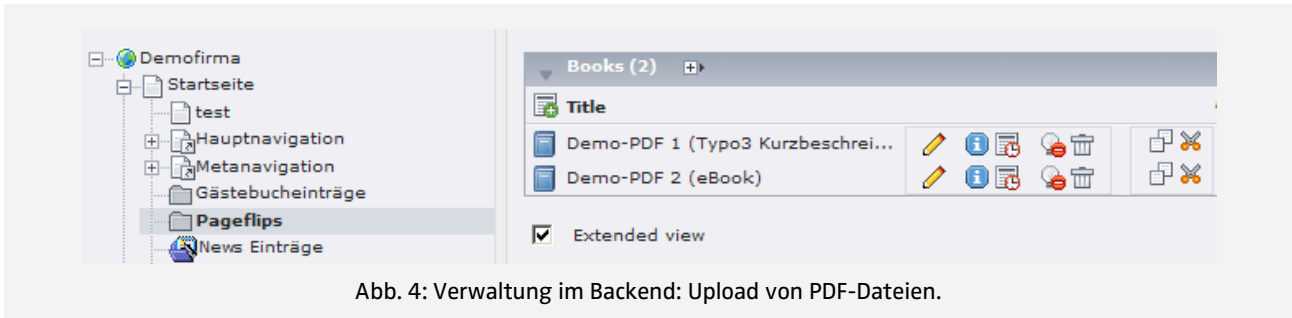 Demofirma
Startseite
test
Hauptnavigation
Metanavigation
Gästebucheinträge
Pageflips
News Einträge
Books (2)
Title
Demo-PDF 1 (Typo3 Kurzbeschrei...
Demo-PDF 2 (eBook)
Extended view
Abb. 4: Verwaltung im Backend: Upload von PDF-Dateien.